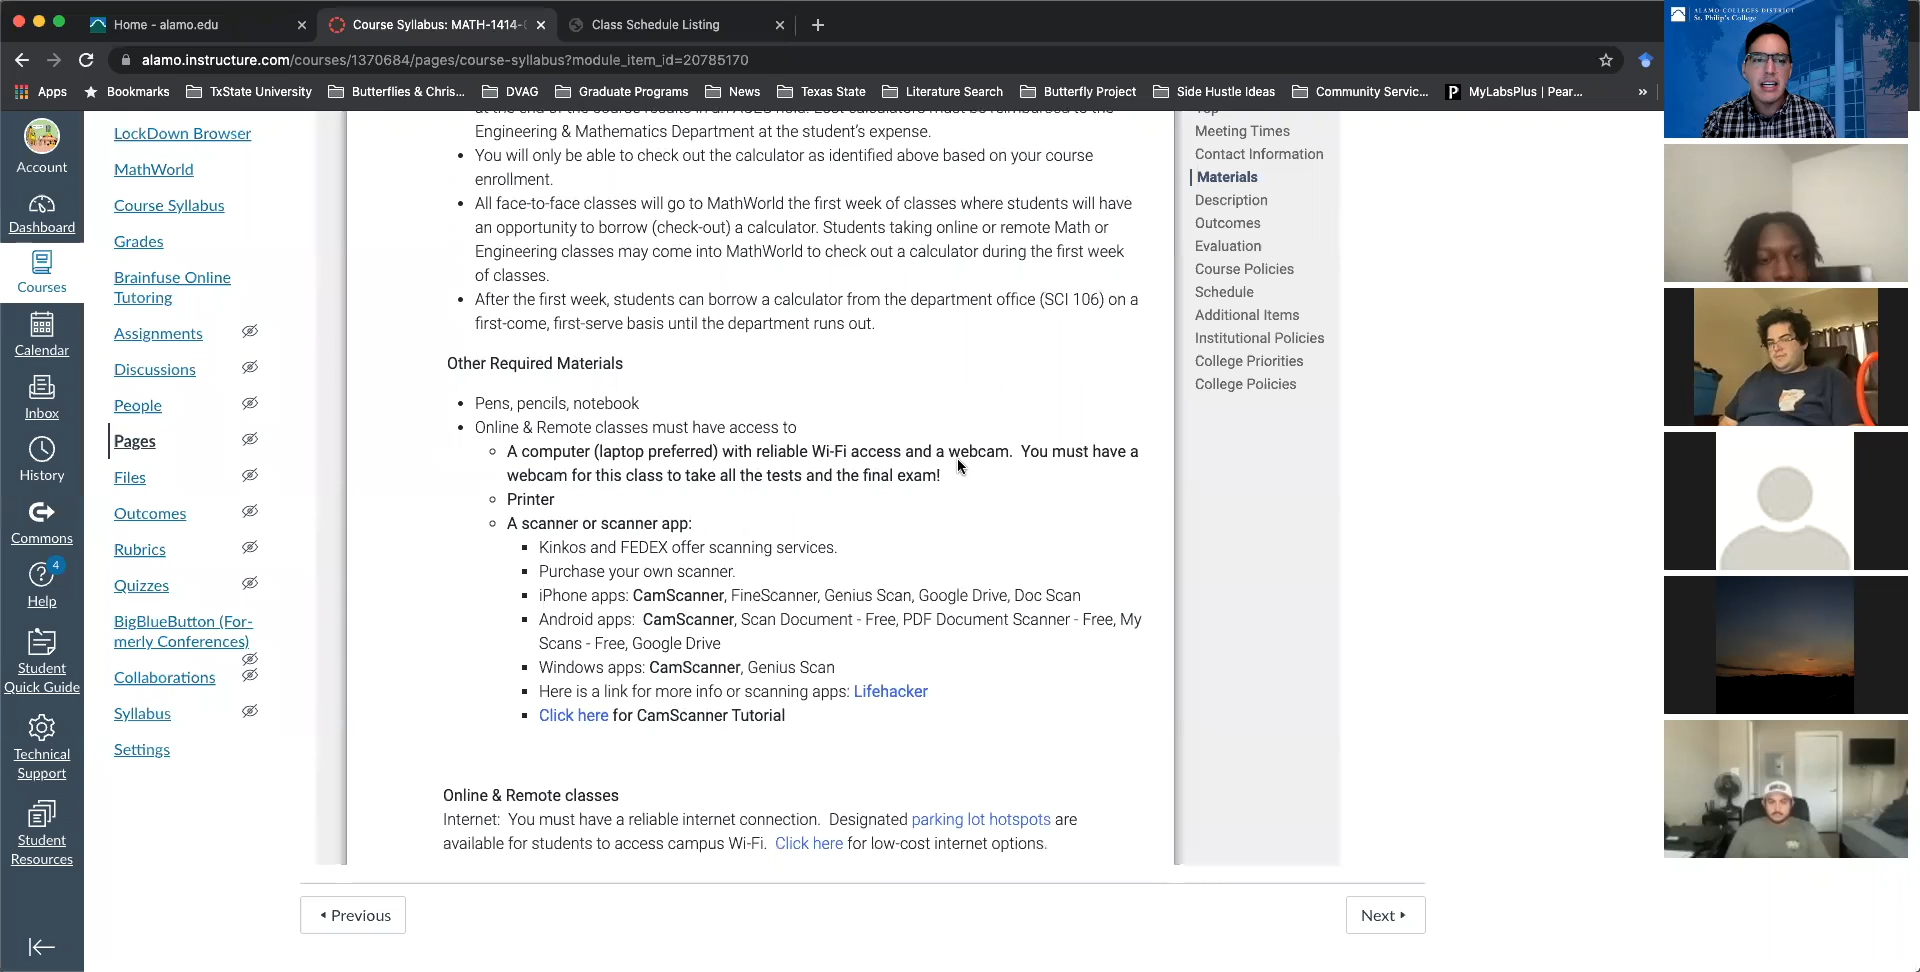 Home - alamo.edu
Course Syllabus: MATH-1414-
Class Schedule Listing
alamo.instructure.com/courses/1370684/pages/course-syllabus?module_item_id=20785170
Apps
Bookmarks
TxState University
Butterflies & Chris...
DVAG
Graduate Programs
News
Texas State
Literature Search
Butterfly Project
Side Hustle Ideas
Community Servic...
MyLabsPlus | Pear...
»
ALAMO COLLEGES DISTRICT
St. Philip's College
Account
Dashboard
Courses
Calendar
Inbox
History
Commons
4
Help
Student
Quick Guide
Technical
Support
Student
Resources
LockDown Browser
MathWorld
Course Syllabus
Grades
Brainfuse Online
Tutoring
Assignments
Discussions
People
Pages
Files
Outcomes
Rubrics
Quizzes
BigBlueButton (For-
merly Conferences)
Collaborations
Syllabus
Settings
Engineering & Mathematics Department at the student's expense.
• You will only be able to check out the calculator as identified above based on your course
enrollment.
• All face-to-face classes will go to MathWorld the first week of classes where students will have
an opportunity to borrow (check-out) a calculator. Students taking online or remote Math or
Engineering classes may come into MathWorld to check out a calculator during the first week
of classes.
• After the first week, students can borrow a calculator from the department office (SCI 106) on a
first-come, first-serve basis until the department runs out.
Other Required Materials
• Pens, pencils, notebook
• Online & Remote classes must have access to
◦ A computer (laptop preferred) with reliable Wi-Fi access and a webcam. You must have a
webcam for this class to take all the tests and the final exam!
◦ Printer
◦ A scanner or scanner app:
▪ Kinkos and FEDEX offer scanning services.
▪ Purchase your own scanner.
▪ iPhone apps: CamScanner, FineScanner, Genius Scan, Google Drive, Doc Scan
▪ Android apps: CamScanner, Scan Document - Free, PDF Document Scanner - Free, My
Scans - Free, Google Drive
▪ Windows apps: CamScanner, Genius Scan
▪ Here is a link for more info or scanning apps: Lifehacker
▪ Click here for CamScanner Tutorial
Online & Remote classes
Internet: You must have a reliable internet connection. Designated parking lot hotspots are
available for students to access campus Wi-Fi. Click here for low-cost internet options.
Previous
Next
Meeting Times
Contact Information
Materials
Description
Outcomes
Evaluation
Course Policies
Schedule
Additional Items
Institutional Policies
College Priorities
College Policies